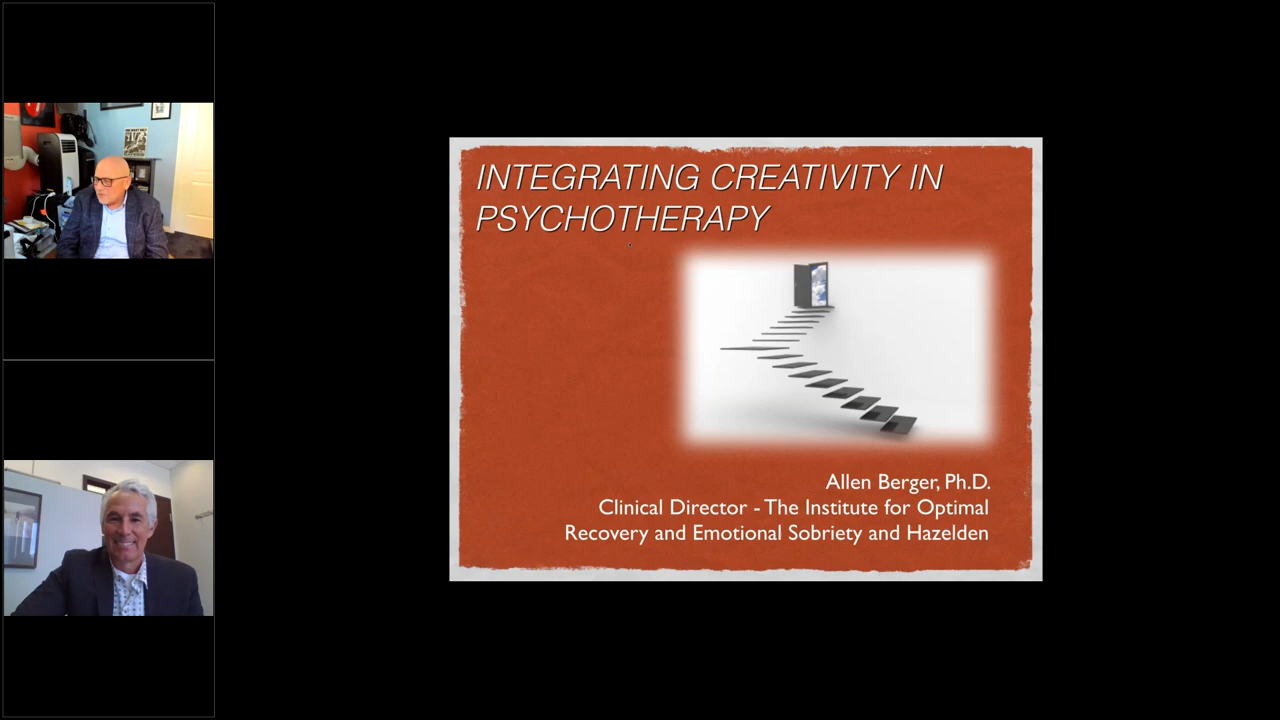 INTEGRATING CREATIVITY IN
PSYCHOTHERAPY
Allen Berger, Ph.D.
Clinical Director - The Institute for Optimal
Recovery and Emotional Sobriety and Hazelden